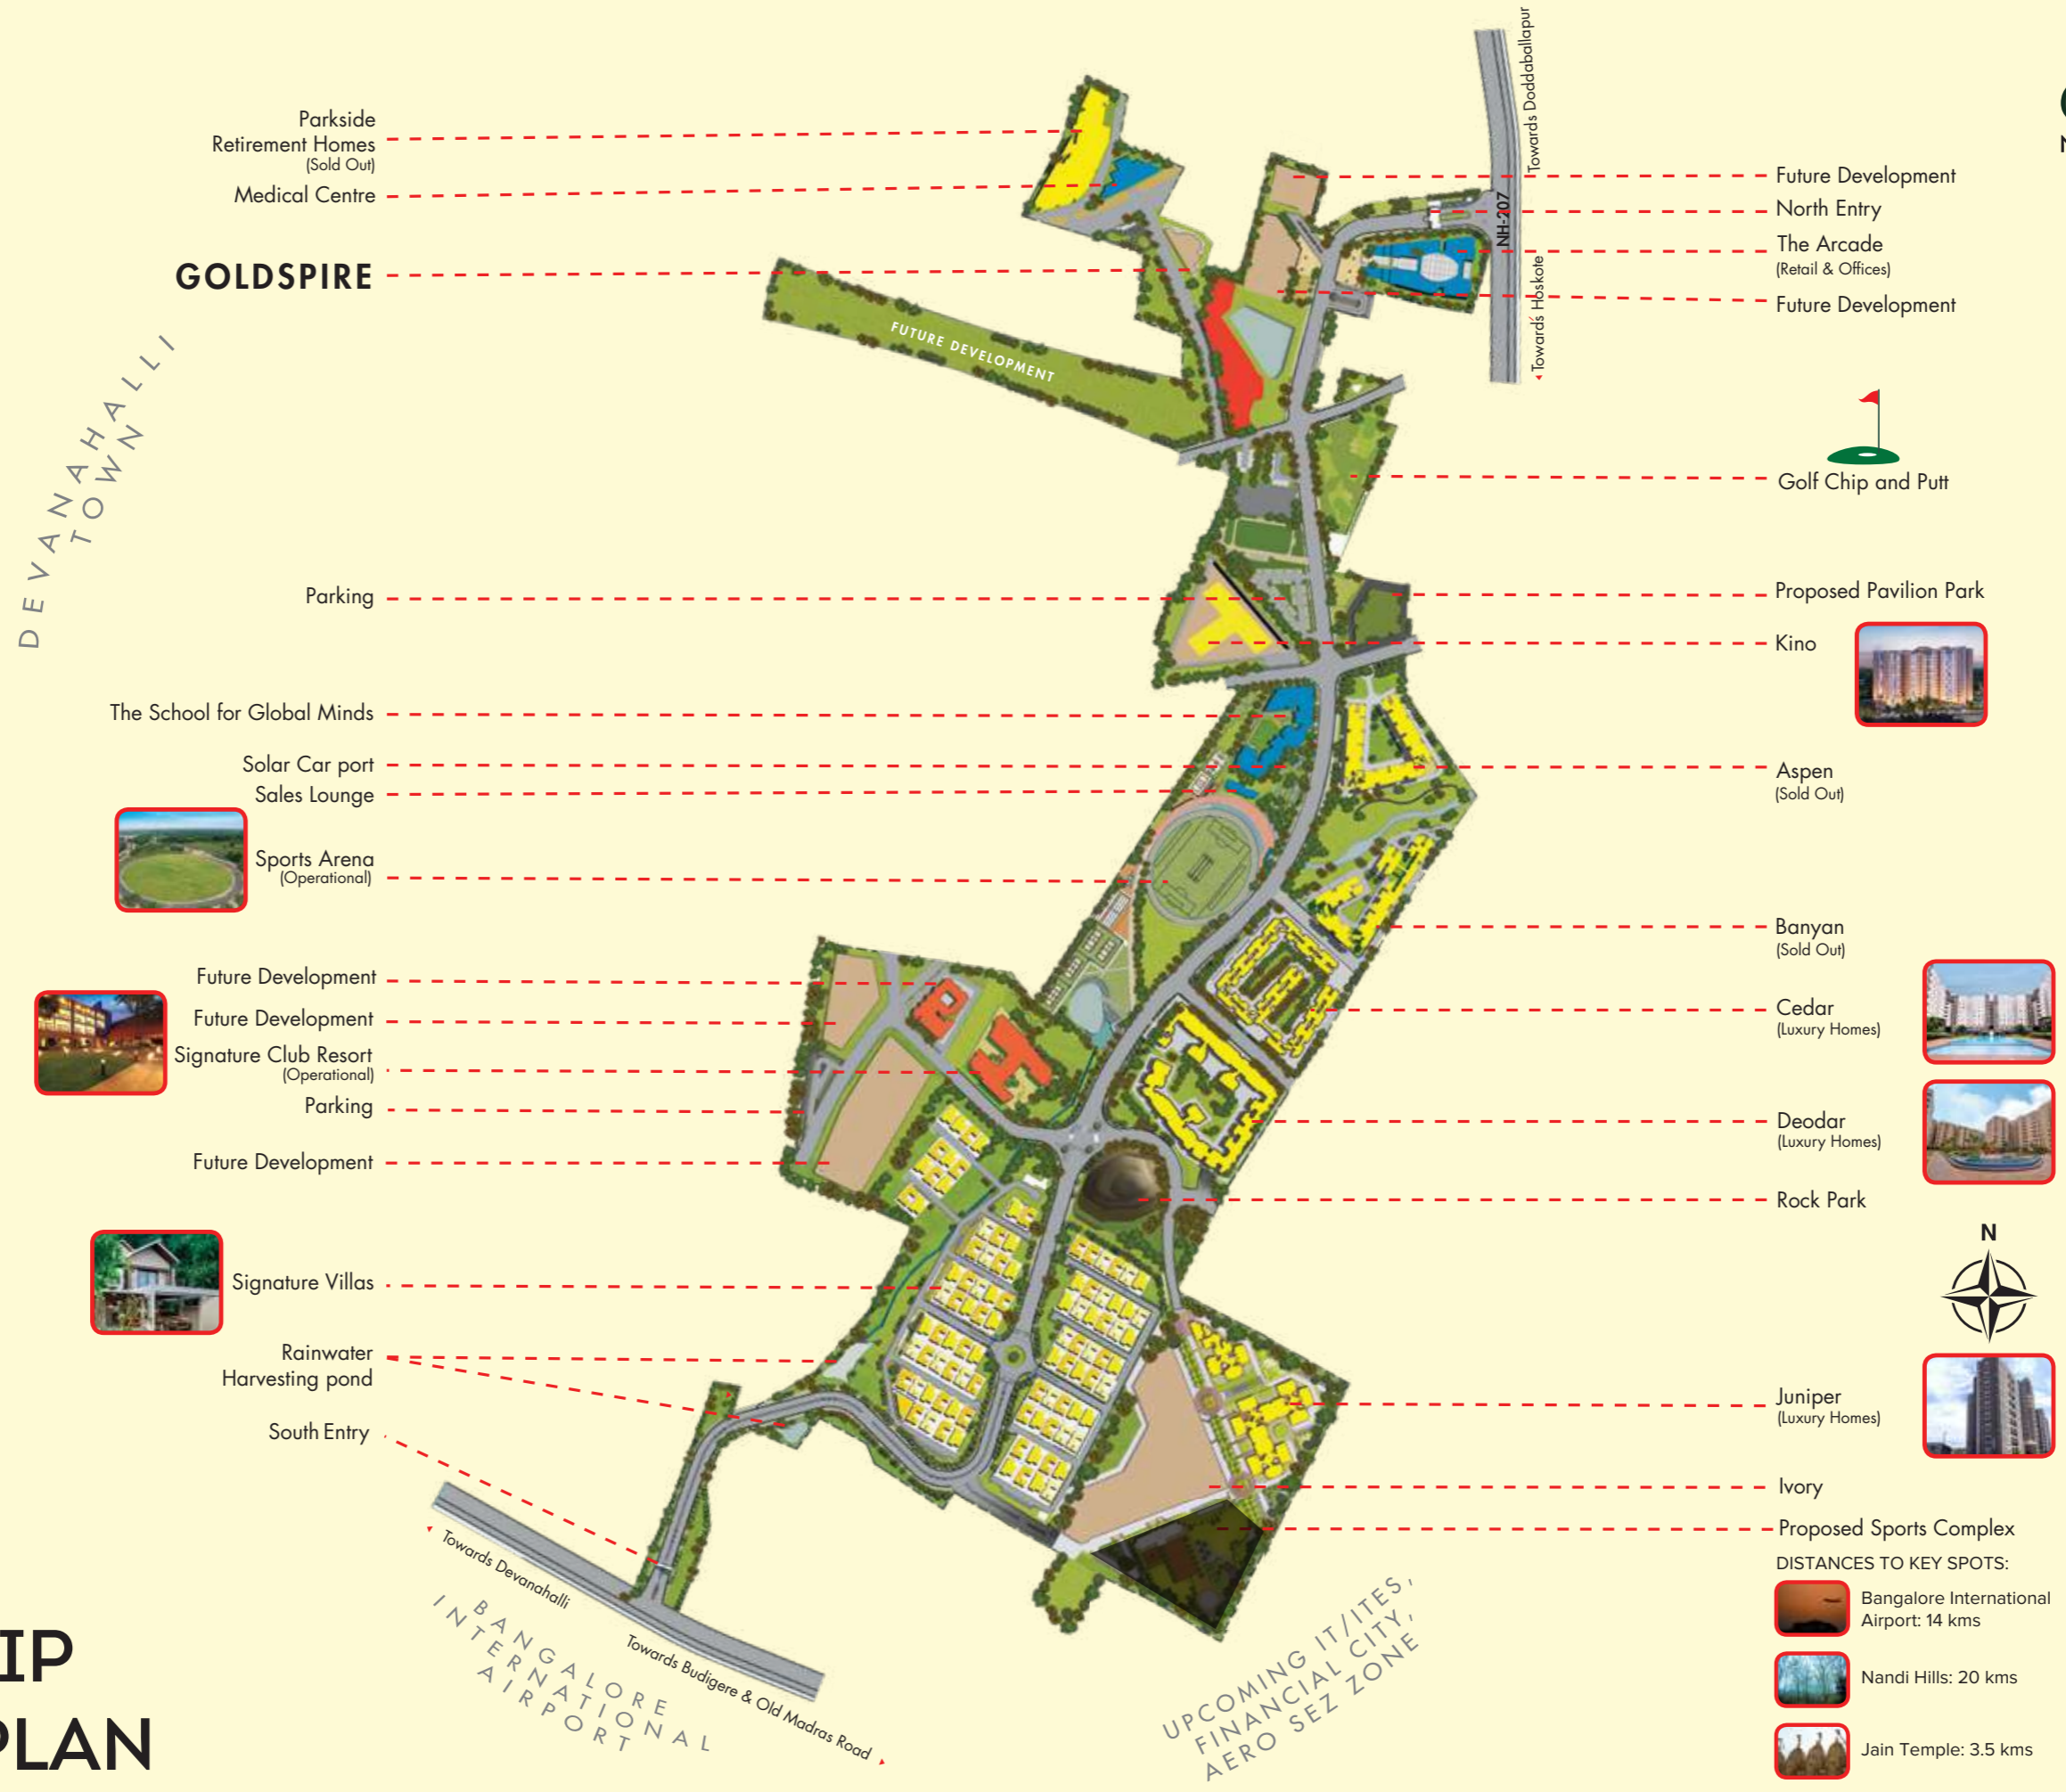 Parkside
Retirement Homes
(Sold Out)
Medical Centre
GOLDSPIRE
DEVANAHALLI
TOWN
Parking
The School for Global Minds
Solar Car port
Sales Lounge
Sports Arena
(Operational)
Future Development
Future Development
Signature Club Resort
(Operational)
Parking
Future Development
Signature Villas
Rainwater
Harvesting pond
South Entry
IP
PLAN
FUTURE DEVELOPMENT
Towards Doddaballapur
NH-207
Towards Hoskote
Future Development
North Entry
The Arcade
(Retail & Offices)
Future Development
Golf Chip and Putt
Proposed Pavilion Park
Kino
Aspen
(Sold Out)
Banyan
(Sold Out)
Cedar
(Luxury Homes)
Deodar
(Luxury Homes)
Rock Park
N
Juniper
(Luxury Homes)
Ivory
Proposed Sports Complex
DISTANCES TO KEY SPOTS:
Bangalore International
Airport: 14 kms
Nandi Hills: 20 kms
Jain Temple: 3.5 kms
Towards Devanahalli
Towards Budigere & Old Madras Road
BANGALORE
INTERNATIONAL
AIRPORT
UPCOMING IT/ITES,
FINANCIAL CITY,
AERO SEZ ZONE